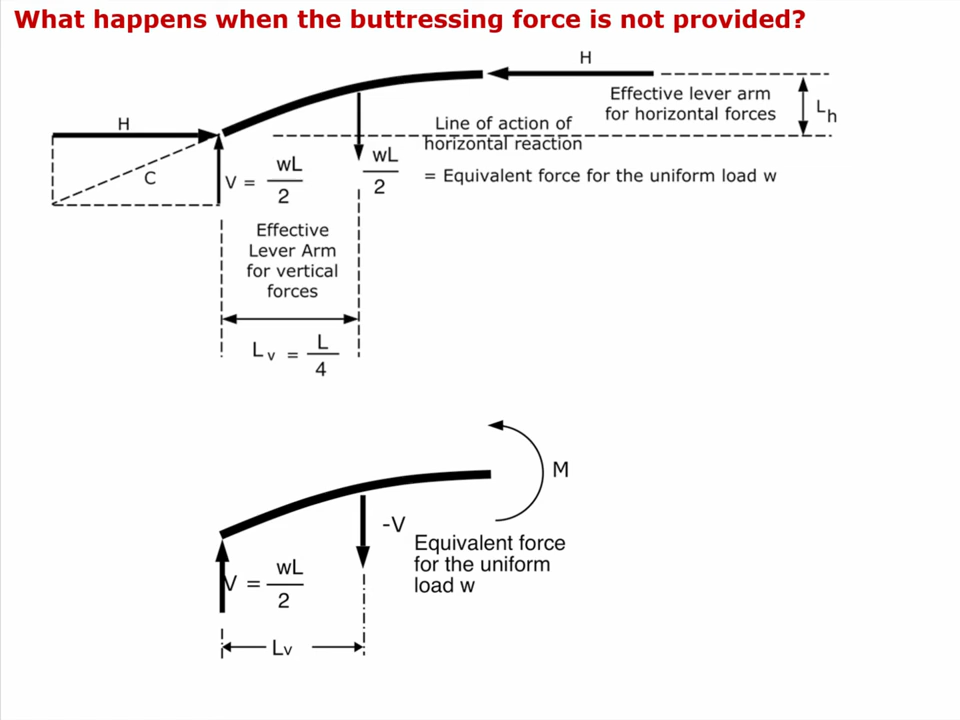 What happens when the buttressing force is not provided?
H
Effective lever arm
for horizontal forces
L h
H
Line of action of
horizontal reaction
C
V = wL
2
wL
2
= Equivalent force for the uniform load w
Effective
Lever Arm
for vertical
forces
L v = L
4
M
-V
Equivalent force
for the uniform
load w
V = wL
2
Lv